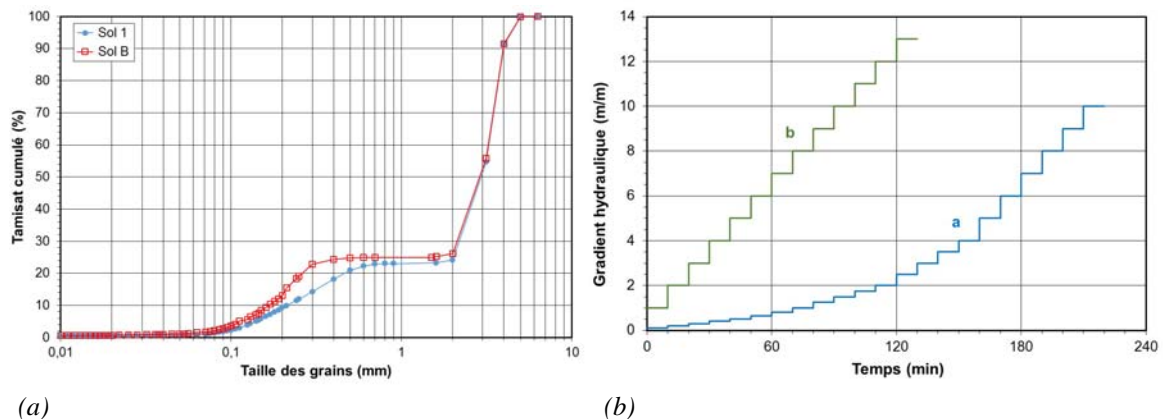 Tamisat cumulé (%)
100
90
80
70
60
50
40
30
20
10
0
Sol 1
Sol B
0,01
0,1
1
10
Taille des grains (mm)
(a)
Gradient hydraulique (m/m)
14
12
10
8
6
4
2
0
b
a
0
60
120
180
240
Temps (min)
(b)